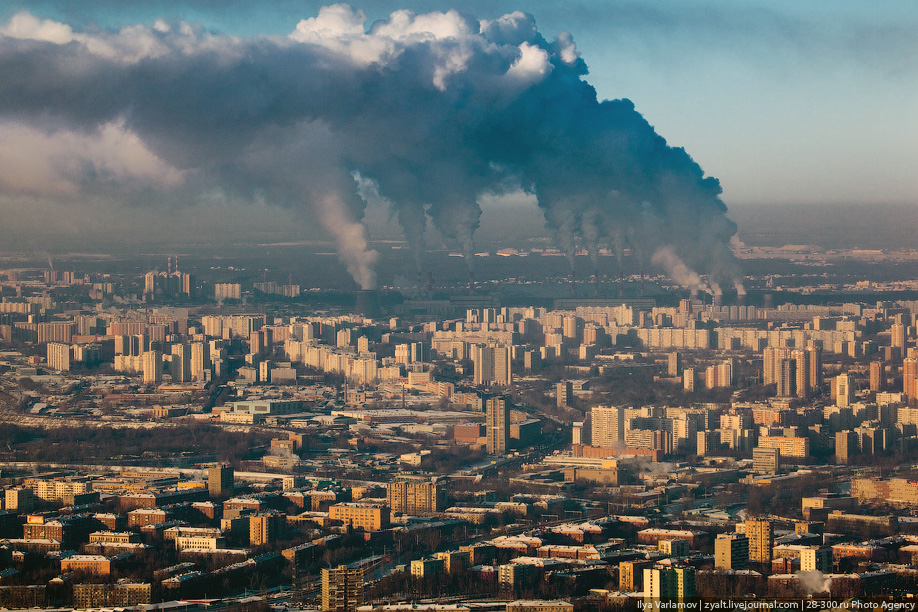 Ilya Varlamov | zyalt.livejournal.com | 28-300.ru Photo Agency